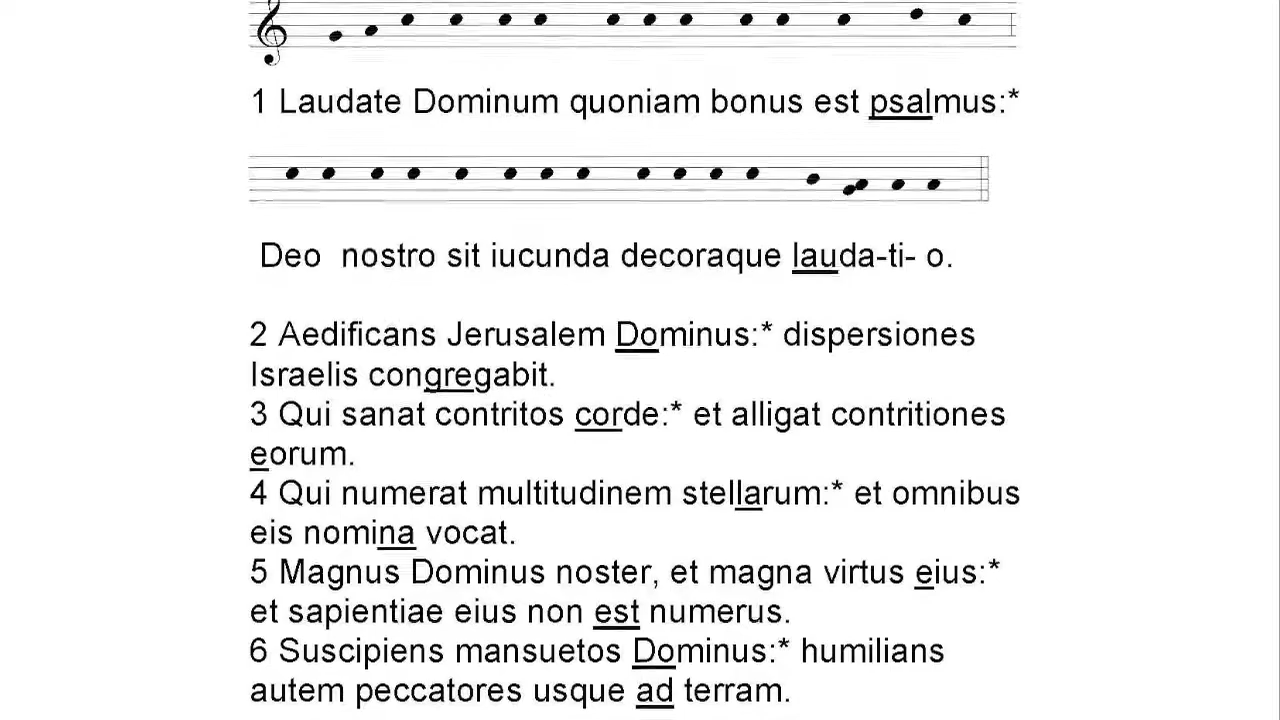 1 Laudate Dominum quoniam bonus est psalmus:*
Deo nostro sit iucunda decoraque lauda-ti- o.
2 Aedificans Jerusalem Dominus:* dispersiones
Israelis congregabit.
3 Qui sanat contritos corde:* et alligat contritiones
eorum.
4 Qui numerat multitudinem stellarum:* et omnibus
eis nomina vocat.
5 Magnus Dominus noster, et magna virtus eius:*
et sapientiae eius non est numerus.
6 Suscipiens mansuetos Dominus:* humilians
autem peccatores usque ad terram.